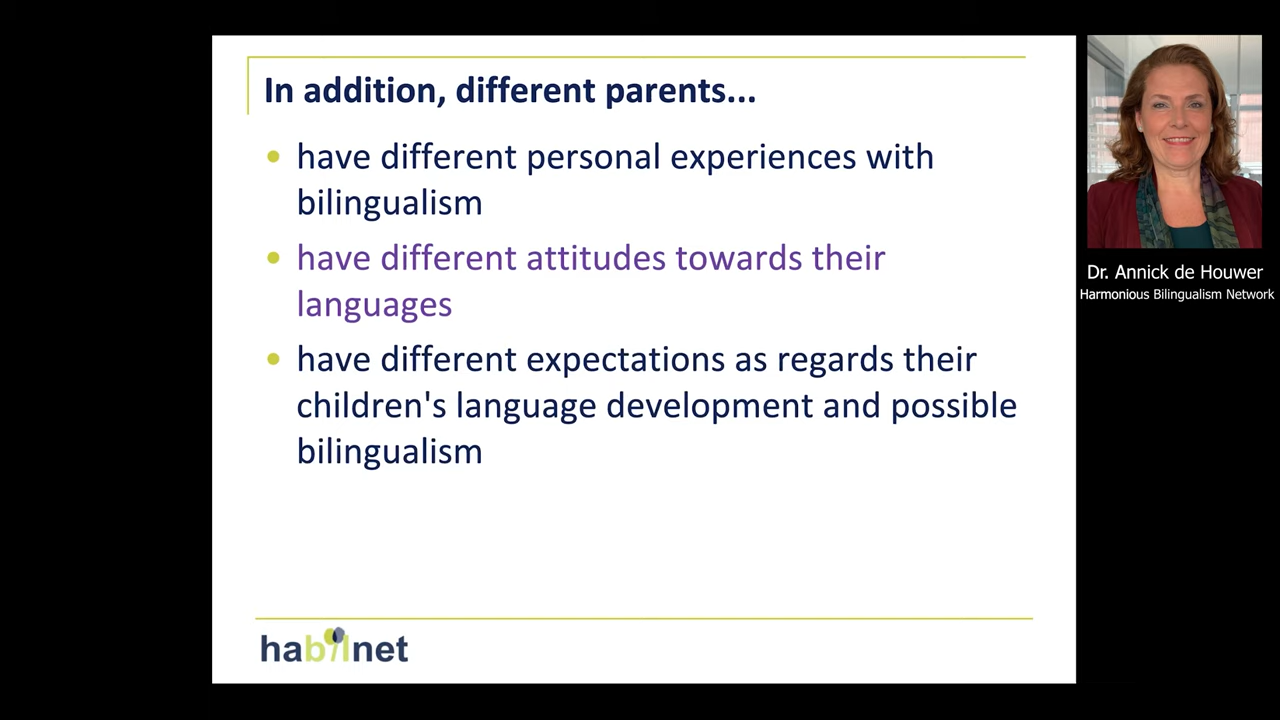 In addition, different parents...
• have different personal experiences with
bilingualism
• have different attitudes towards their
languages
• have different expectations as regards their
children's language development and possible
bilingualism
habilnet
Dr. Annick de Houwer
Harmonious Bilingualism Network